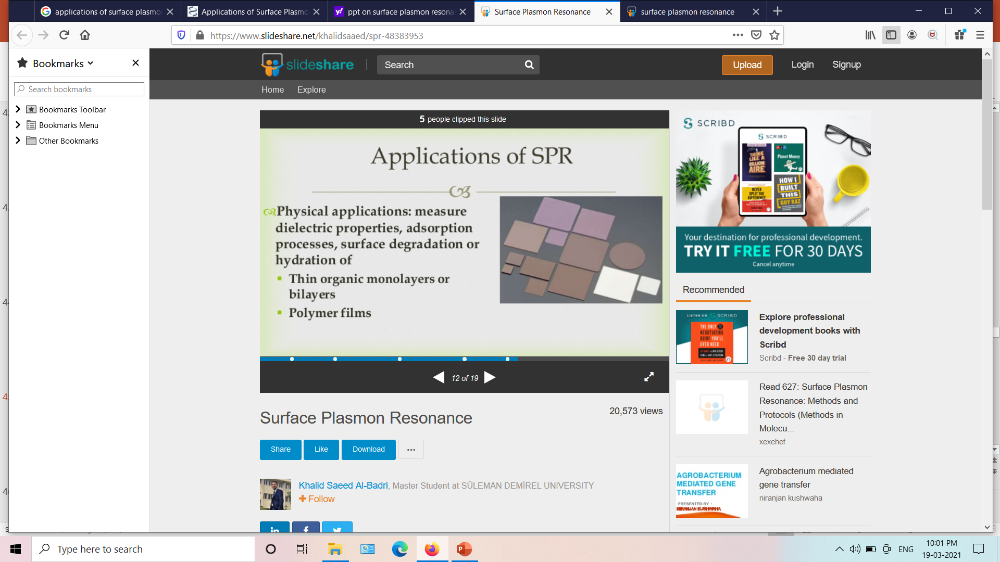 applications of surface plasmo
Applications of Surface Plasmo
ppt on surface plasmon resona
Surface Plasmon Resonance
surface plasmon resonance
https://www.slideshare.net/khalidsaaed/spr-48383953
Bookmarks
Search bookmarks
Bookmarks Toolbar
Bookmarks Menu
Other Bookmarks
slideshare
Search
Upload
Login
Signup
Home
Explore
5 people clipped this slide
Applications of SPR
Physical applications: measure
dielectric properties, adsorption
processes, surface degradation or
hydration of
Thin organic monolayers or
bilayers
Polymer films
12 of 19
Surface Plasmon Resonance
20,573 views
Share
Like
Download
Khalid Saeed Al-Badri, Master Student at SÜLEMAN DEMİREL UNIVERSITY
Follow
SCRIBD
SCRIBD
THINK
LIKE A
BILLION
AIRE
Planet Money
NEVER
SPLIT THE
DIFFERENCE
HOW I
BUILT
THIS
GUY RAZ
Your destination for professional development.
TRY IT FREE FOR 30 DAYS
Cancel anytime
Recommended
LISTEN ON SCRIBD
THE ONLY
NEGOTIATING
GUIDE YOU'LL
EVER NEED
Explore professional
development books with
Scribd
Scribd - Free 30 day trial
Read 627: Surface Plasmon
Resonance: Methods and
Protocols (Methods in
Molecu...
xexehef
AGROBACTERIUM
MEDIATED GENE
TRANSFER
PRESENTED BY :
NIRANJAN KUSHWAHA
Agrobacterium mediated
gene transfer
niranjan kushwaha
Type here to search
ENG
10:01 PM
19-03-2021